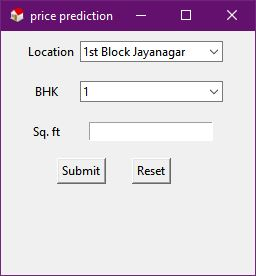 price prediction
Location 1st Block Jayanagar
BHK 1
Sq. ft
Submit Reset